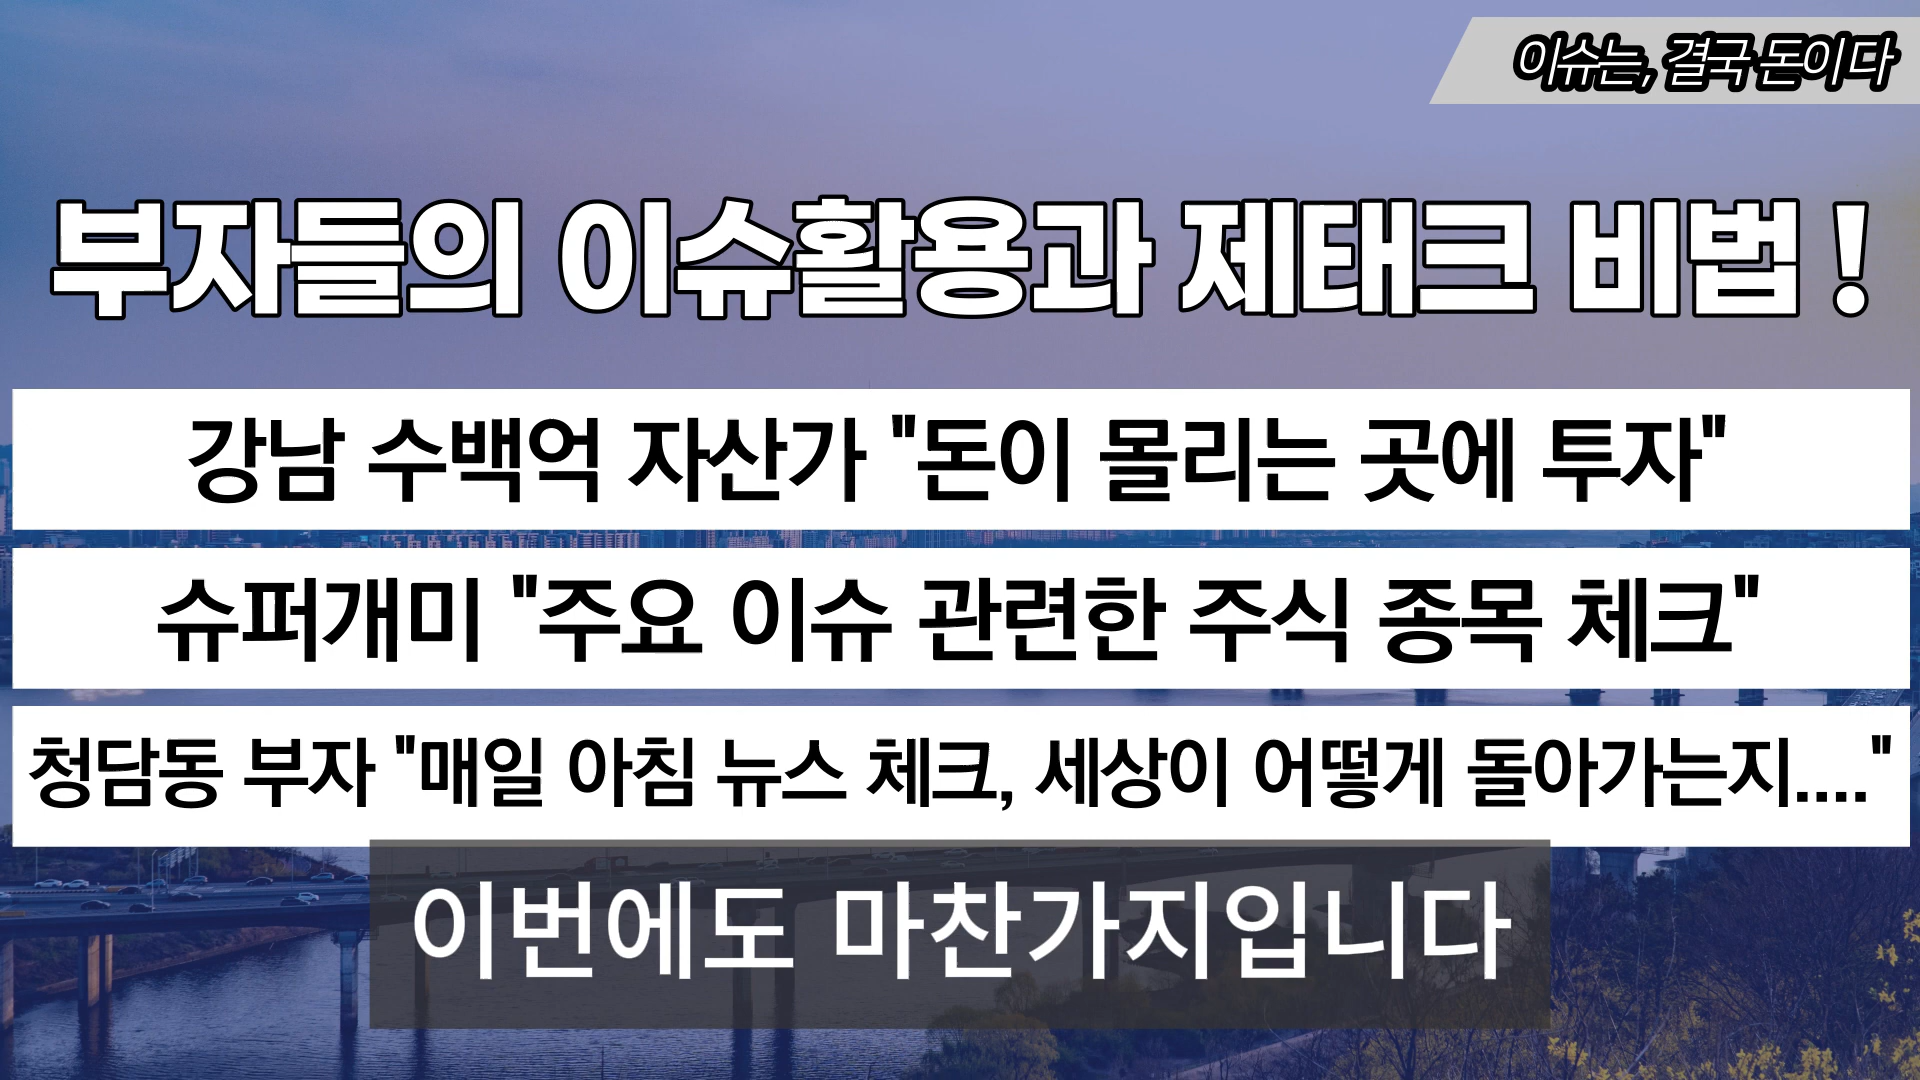 이슈는, 결국 돈이다
부자들의 이슈활용과 제태크 비법 !
강남 수백억 자산가 "돈이 몰리는 곳에 투자"
슈퍼개미 "주요 이슈 관련한 주식 종목 체크"
청담동 부자 "매일 아침 뉴스 체크, 세상이 어떻게 돌아가는지...."
이번에도 마찬가지입니다